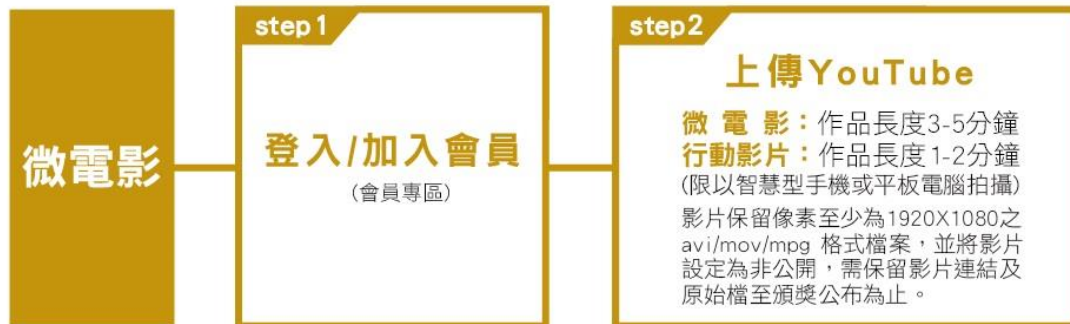 微電影
step1
登入/加入會員
(會員專區)
step2
上傳YouTube
微電影：作品長度3-5分鐘
行動影片：作品長度1-2分鐘
(限以智慧型手機或平板電腦拍攝)
影片保留像素至少為1920X1080之
avi/mov/mpg 格式檔案，並將影片
設定為非公開，需保留影片連結及
原始檔至頒獎公布為止。